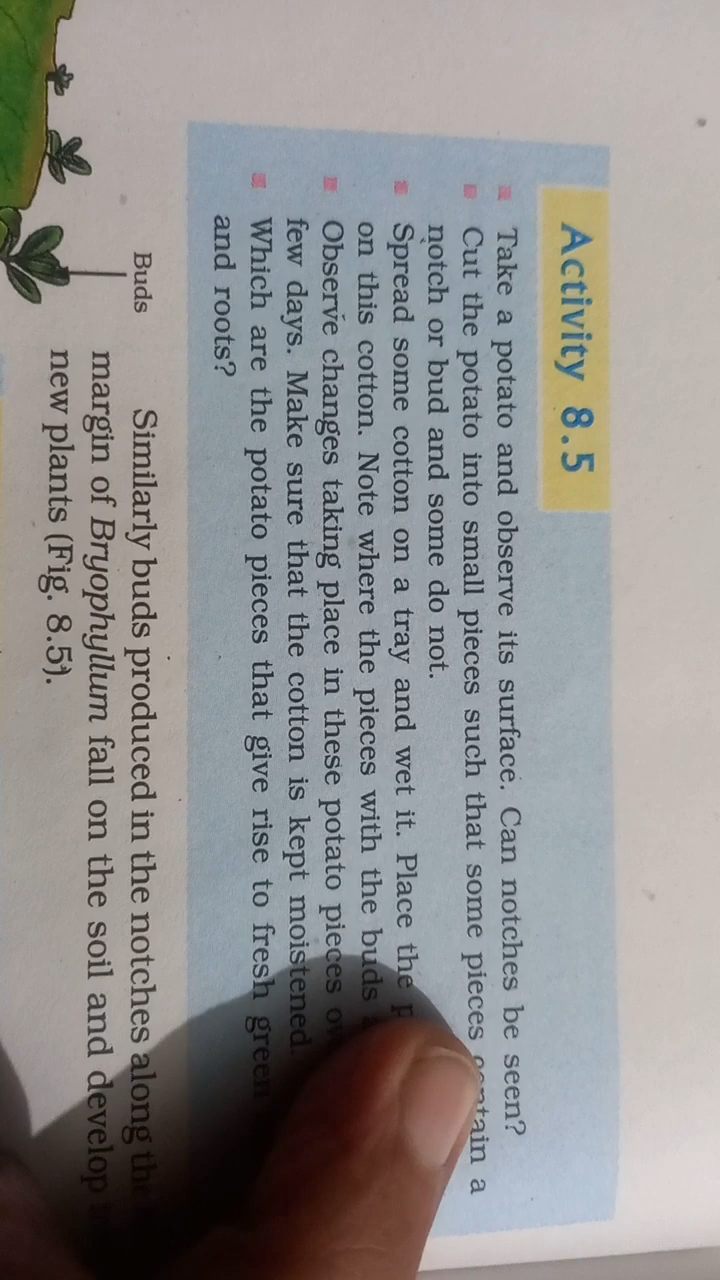 Activity 8.5
Take a potato and observe its surface. Can notches be seen?
Cut the potato into small pieces such that some pieces contain a
notch or bud and some do not.
Spread some cotton on a tray and wet it. Place the
on this cotton. Note where the pieces with the buds
Observe changes taking place in these potato pieces
few days. Make sure that the cotton is kept moistened.
Which are the potato pieces that give rise to fresh green
and roots?
Buds
Similarly buds produced in the notches along the
margin of Bryophyllum fall on the soil and develop
new plants (Fig. 8.5).